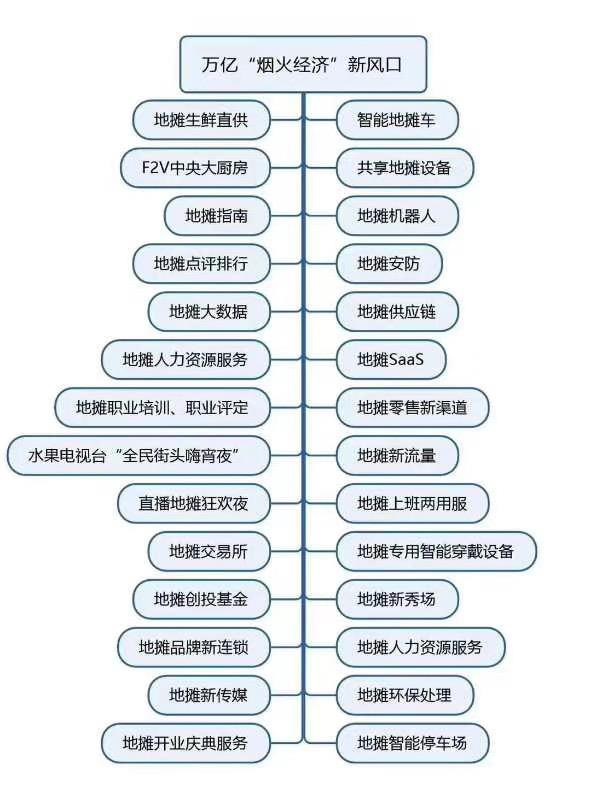 万亿“烟火经济”新风口
地摊生鲜直供
智能地摊车
F2V中央大厨房
共享地摊设备
地摊指南
地摊机器人
地摊点评排行
地摊安防
地摊大数据
地摊供应链
地摊人力资源服务
地摊SaaS
地摊职业培训、职业评定
地摊零售新渠道
水果电视台“全民街头嗨宵夜”
地摊新流量
直播地摊狂欢夜
地摊上班两用服
地摊交易所
地摊专用智能穿戴设备
地摊创投基金
地摊新秀场
地摊品牌新连锁
地摊人力资源服务
地摊新传媒
地摊环保处理
地摊开业庆典服务
地摊智能停车场